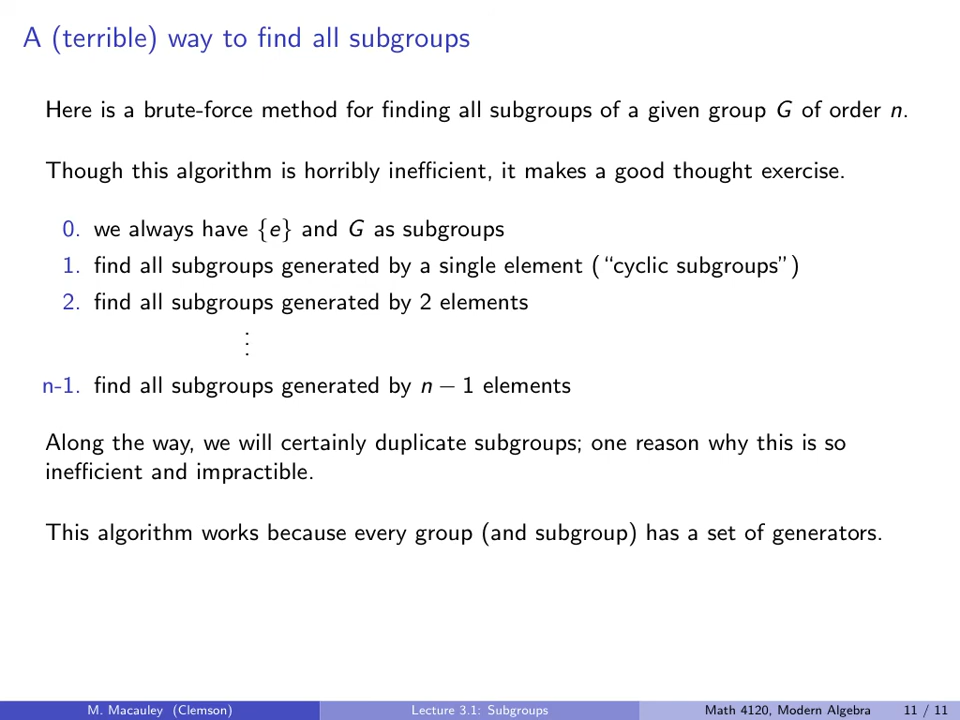 A (terrible) way to find all subgroups
Here is a brute-force method for finding all subgroups of a given group G of order n.
Though this algorithm is horribly inefficient, it makes a good thought exercise.
0. we always have {e} and G as subgroups
1. find all subgroups generated by a single element (“cyclic subgroups”)
2. find all subgroups generated by 2 elements
⋮
n-1. find all subgroups generated by n − 1 elements
Along the way, we will certainly duplicate subgroups; one reason why this is so
inefficient and impractible.
This algorithm works because every group (and subgroup) has a set of generators.
M. Macauley (Clemson) Lecture 3.1: Subgroups Math 4120, Modern Algebra 11 / 11